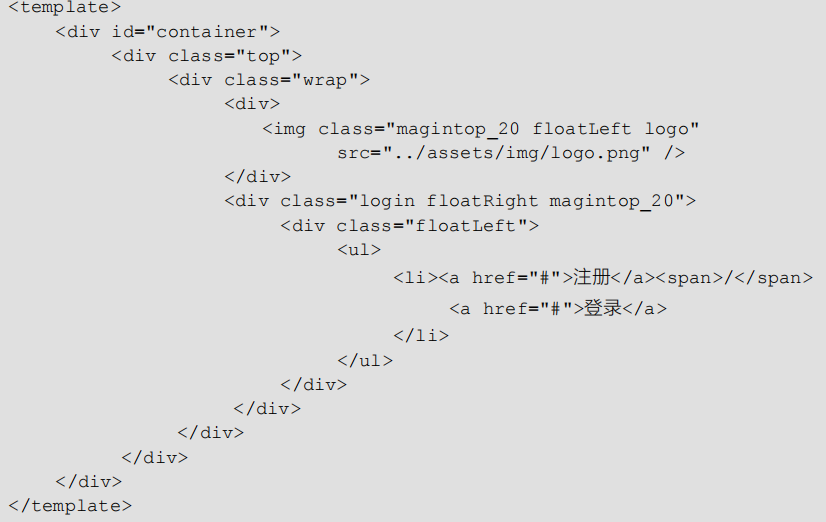 <template>
<div id="container">
<div class="top">
<div class="wrap">
<div>
<img class="magintop_20 floatLeft logo"
src="../assets/img/logo.png" />
</div>
<div class="login floatRight magintop_20">
<div class="floatLeft">
<ul>
<li><a href="#">注册</a><span>/</span>
<a href="#">登录</a>
</li>
</ul>
</div>
</div>
</div>
</div>
</div>
</template>